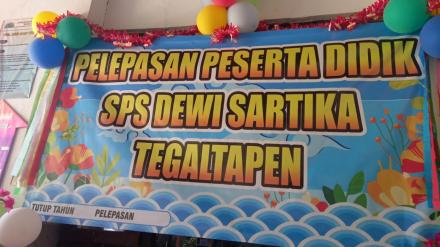 PELEPASAN PESERTA DIDIK
SPS DEWI SARTIKA
TEGALTAPEN
TUTUP TAHUN PELEPASAN